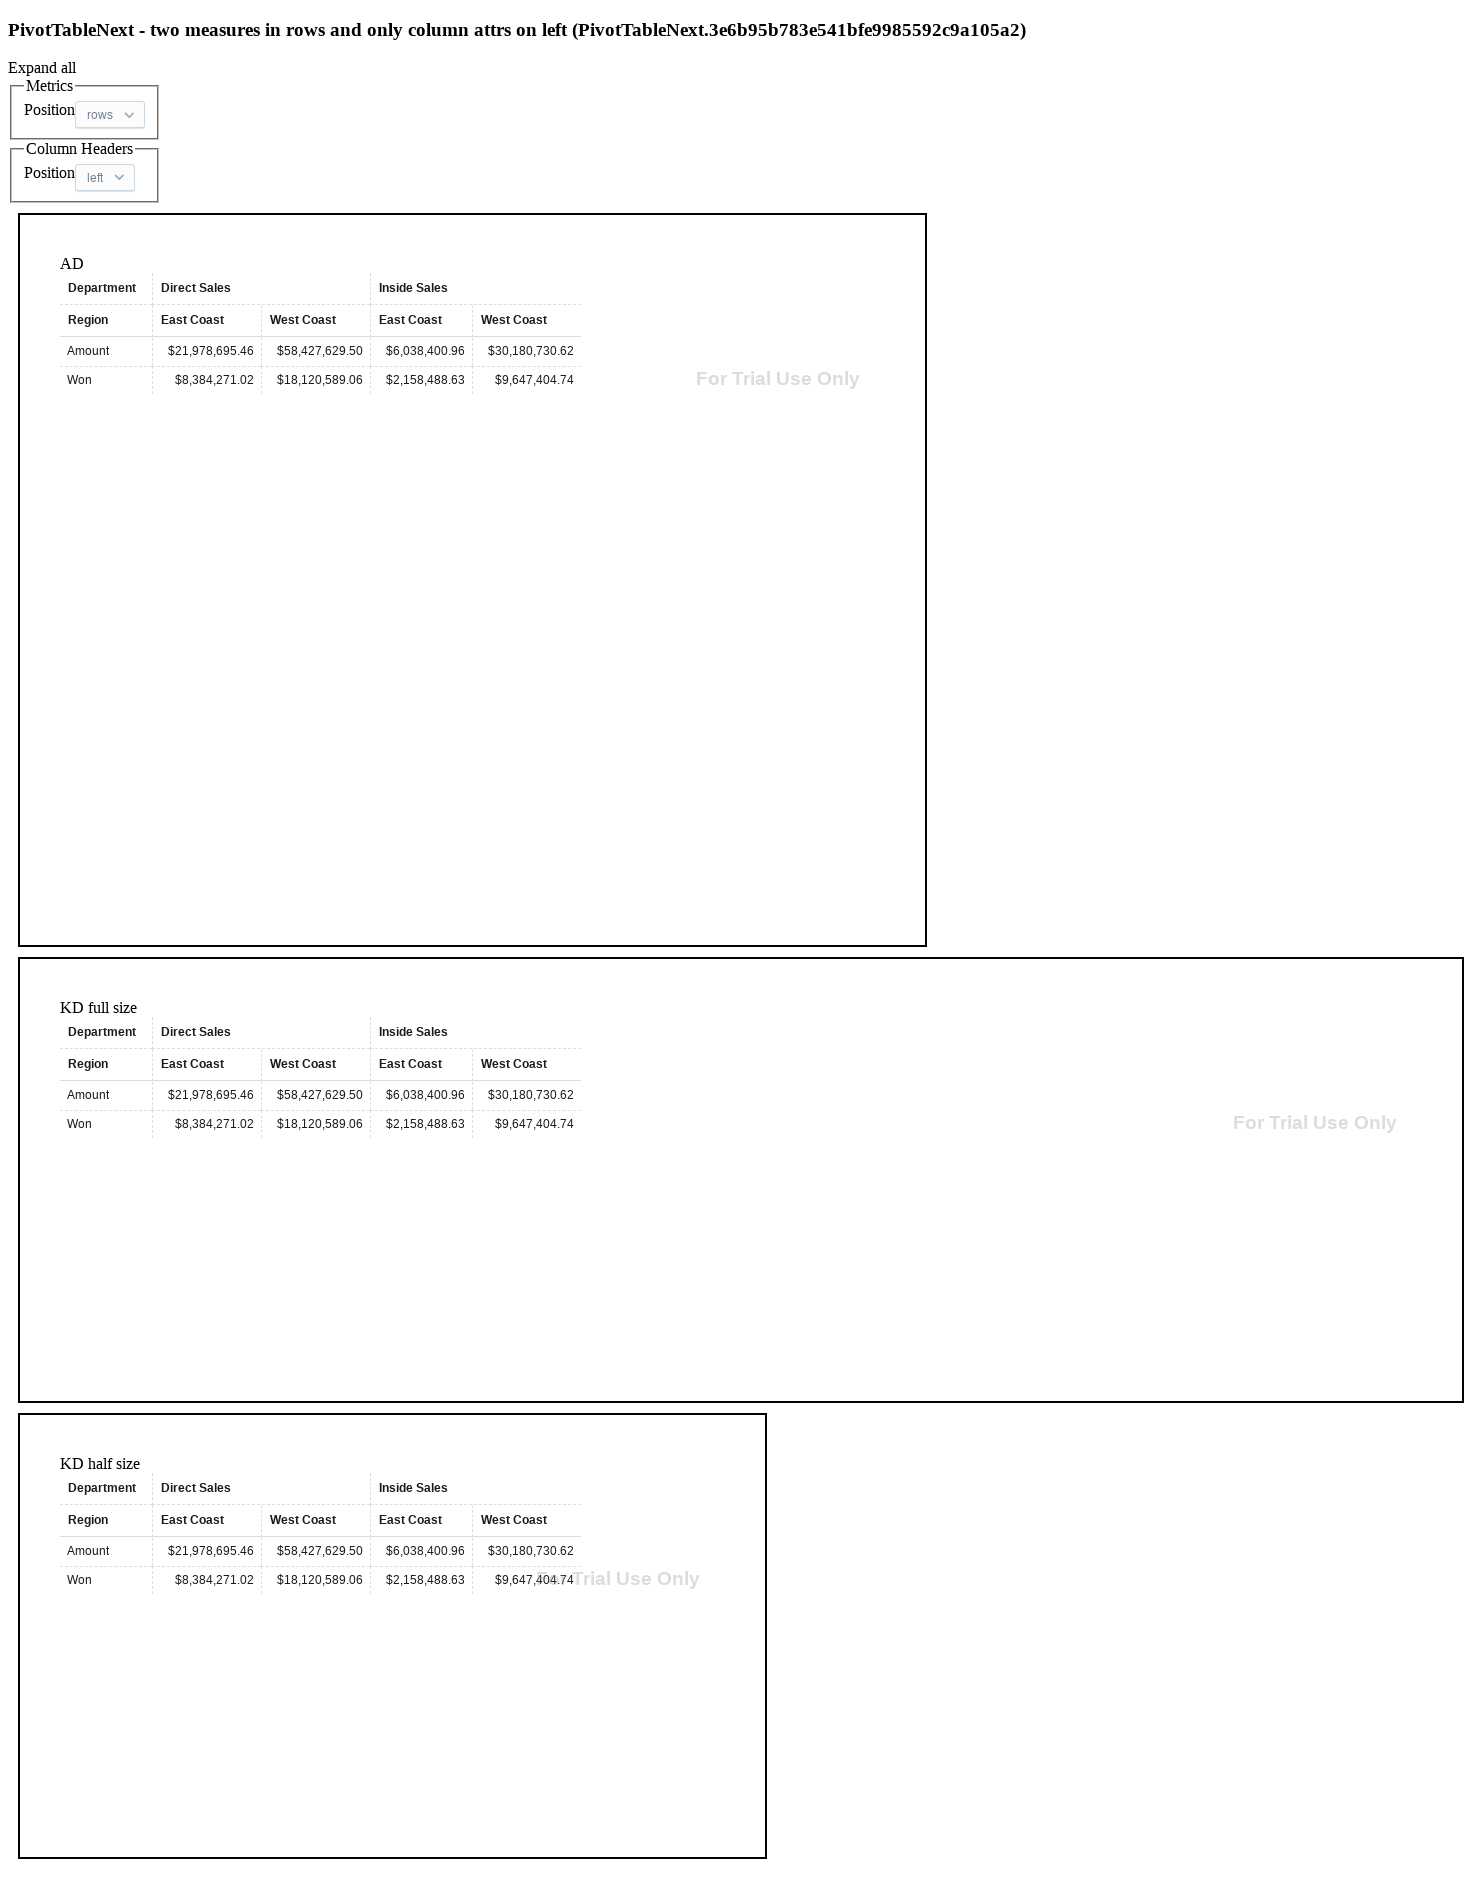 PivotTableNext - two measures in rows and only column attrs on left (PivotTableNext.3e6b95b783e541bfe9985592c9a105a2)
Expand all
Metrics
Position rows
Column Headers
Position left
AD
Department Direct Sales Inside Sales
Region East Coast West Coast East Coast West Coast
Amount $21,978,695.46 $58,427,629.50 $6,038,400.96 $30,180,730.62
Won $8,384,271.02 $18,120,589.06 $2,158,488.63 $9,647,404.74
For Trial Use Only
KD full size
Department Direct Sales Inside Sales
Region East Coast West Coast East Coast West Coast
Amount $21,978,695.46 $58,427,629.50 $6,038,400.96 $30,180,730.62
Won $8,384,271.02 $18,120,589.06 $2,158,488.63 $9,647,404.74
For Trial Use Only
KD half size
Department Direct Sales Inside Sales
Region East Coast West Coast East Coast West Coast
Amount $21,978,695.46 $58,427,629.50 $6,038,400.96 $30,180,730.62
Won $8,384,271.02 $18,120,589.06 $2,158,488.63 $9,647,404.74
For Trial Use Only